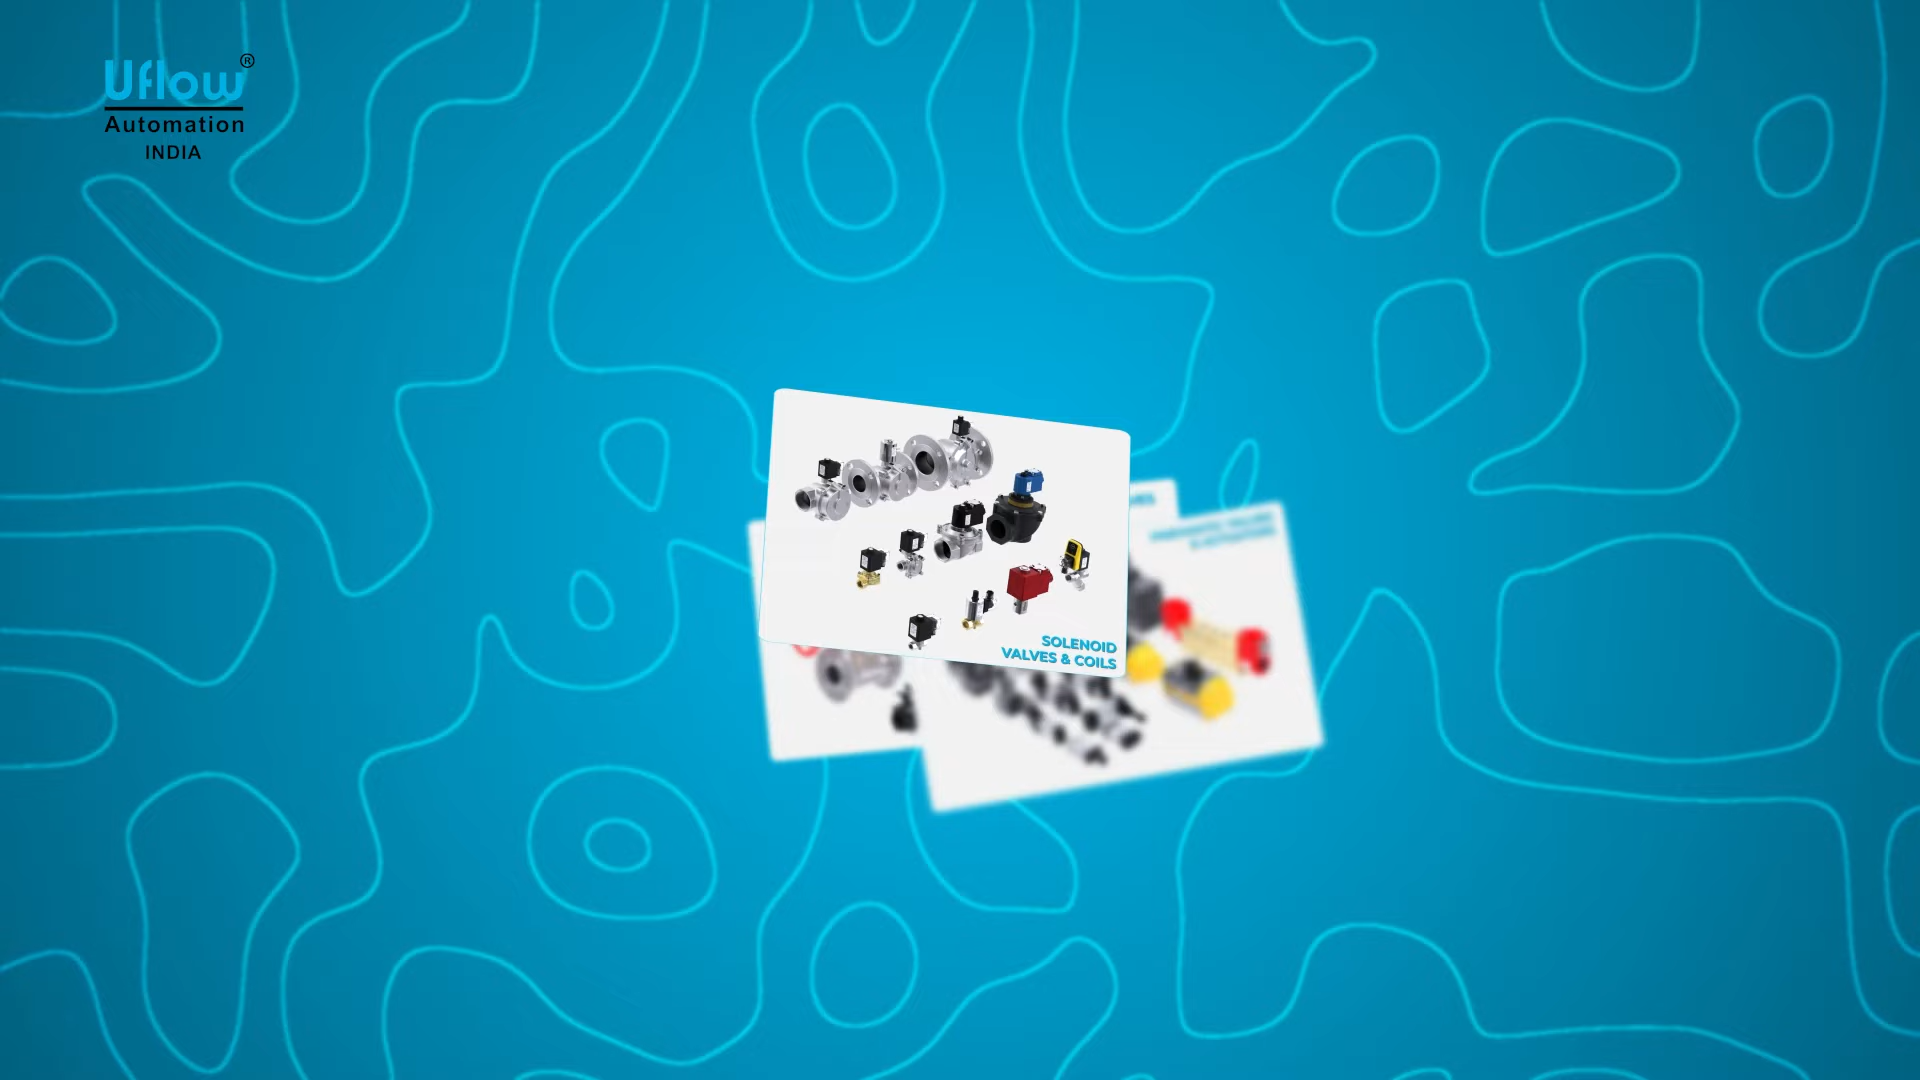 Uflow®
Automation
INDIA
SOLENOID
VALVES & COILS